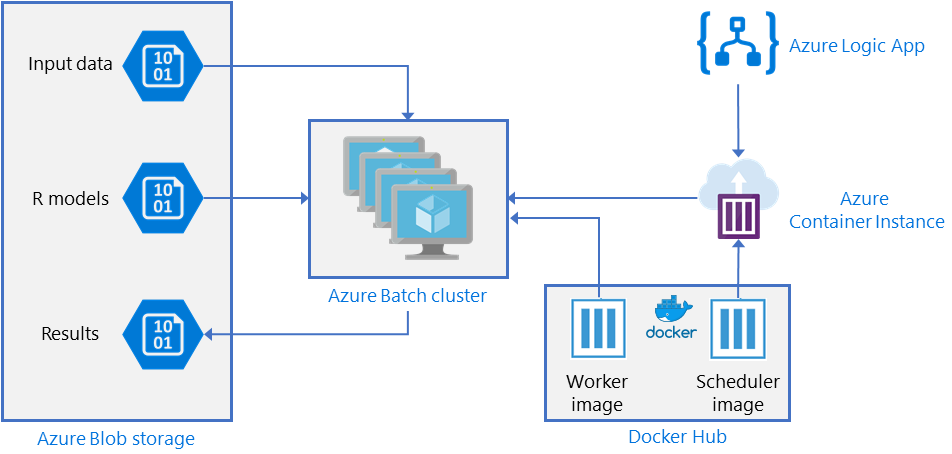 Input data
10
01
R models
10
01
Results
10
01
Azure Blob storage
Azure Batch cluster
Azure Logic App
Azure
Container Instance
docker
Worker
image
Scheduler
image
Docker Hub